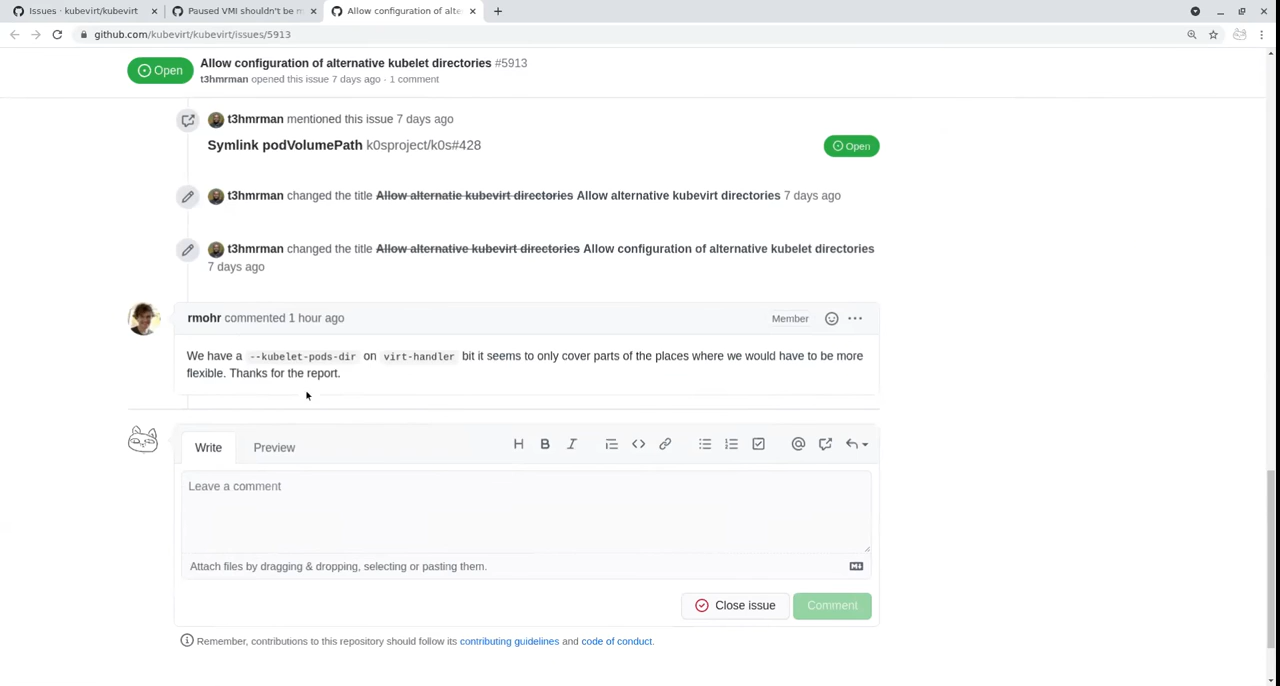 Issues · kubevirt/kubevirt
Paused VMI shouldn't be m
Allow configuration of alte
github.com/kubevirt/kubevirt/issues/5913
Open
Allow configuration of alternative kubelet directories #5913
t3hmrman opened this issue 7 days ago · 1 comment
t3hmrman mentioned this issue 7 days ago
Symlink podVolumePath k0sproject/k0s#428
Open
t3hmrman changed the title Allow alternatie kubevirt directories Allow alternative kubevirt directories 7 days ago
t3hmrman changed the title Allow alternative kubevirt directories Allow configuration of alternative kubelet directories
7 days ago
rmohr commented 1 hour ago
Member
We have a --kubelet-pods-dir on virt-handler bit it seems to only cover parts of the places where we would have to be more
flexible. Thanks for the report.
Write
Preview
Leave a comment
Attach files by dragging & dropping, selecting or pasting them.
Close issue
Comment
Remember, contributions to this repository should follow its contributing guidelines and code of conduct.